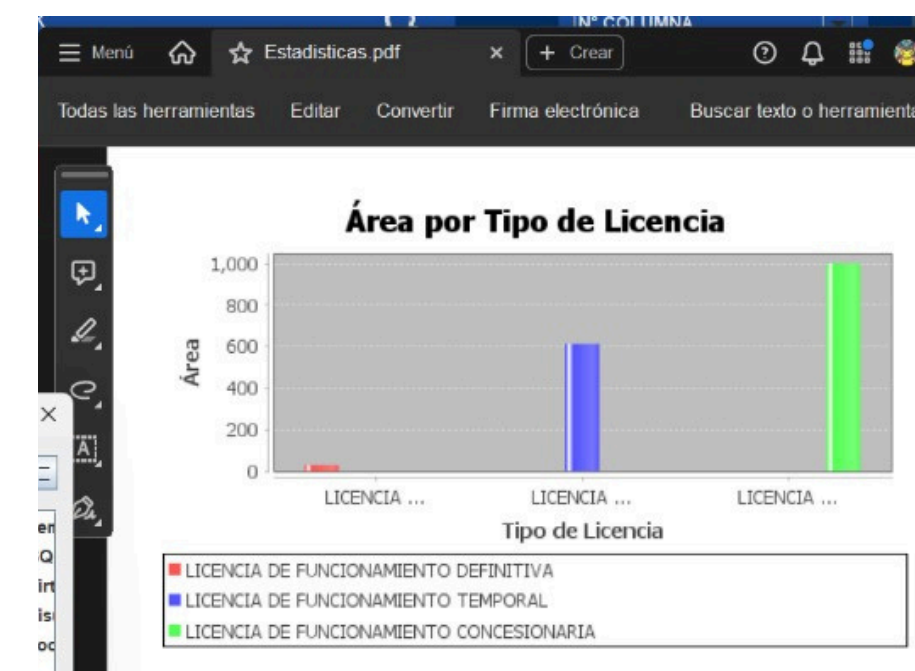 N° COLUMNA
Menú
Estadisticas.pdf
Crear
Todas las herramientas
Editar
Convertir
Firma electrónica
Buscar texto o herramienta
Área por Tipo de Licencia
Área
1,000
800
600
400
200
0
LICENCIA ...
LICENCIA ...
LICENCIA ...
Tipo de Licencia
LICENCIA DE FUNCIONAMIENTO DEFINITIVA
LICENCIA DE FUNCIONAMIENTO TEMPORAL
LICENCIA DE FUNCIONAMIENTO CONCESIONARIA